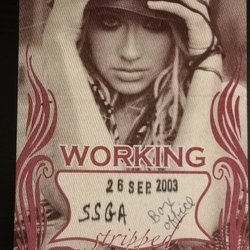 WORKING
26 SEP 2003
SSGA
Box
office
stripped